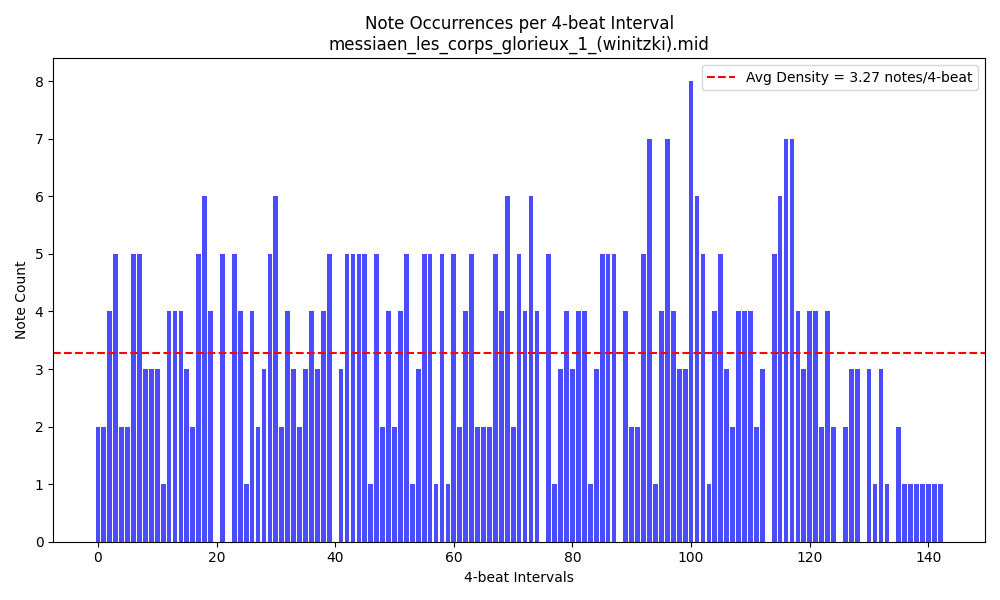 Note Occurrences per 4-beat Interval
messiaen_les_corps_glorieux_1_(winitzki).mid
Avg Density = 3.27 notes/4-beat
Note Count
8
7
6
5
4
3
2
1
0
0 20 40 60 80 100 120 140
4-beat Intervals